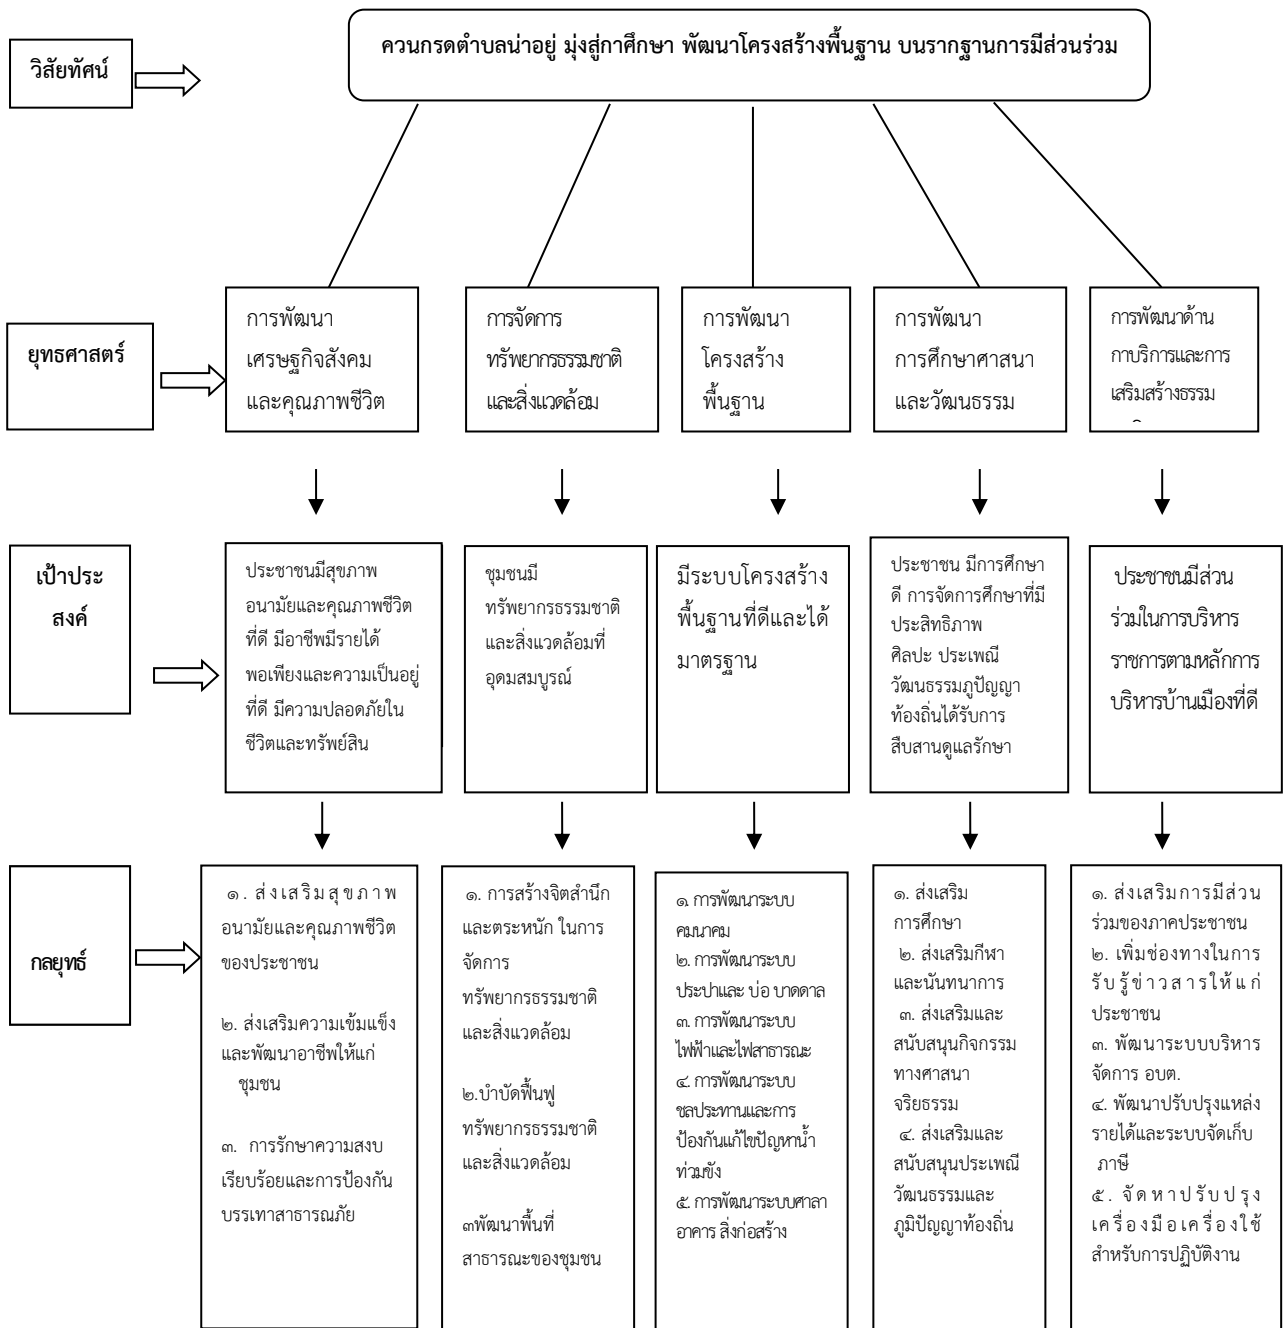 ควนกรดตำบลน่าอยู่ มุ่งสู่กาศึกษา พัฒนาโครงสร้างพื้นฐาน บนรากฐานการมีส่วนร่วม
วิสัยทัศน์
ยุทธศาสตร์
การพัฒนา
เศรษฐกิจสังคม
และคุณภาพชีวิต
การจัดการ
ทรัพยากรธรรมชาติ
และสิ่งแวดล้อม
การพัฒนา
โครงสร้าง
พื้นฐาน
การพัฒนา
การศึกษาศาสนา
และวัฒนธรรม
การพัฒนาด้าน
กาบริการและการ
เสริมสร้างธรรม
เป้าประ
สงค์
ประชาชนมีสุขภาพ
อนามัยและคุณภาพชีวิต
ที่ดี มีอาชีพมีรายได้
พอเพียงและความเป็นอยู่
ที่ดี มีความปลอดภัยใน
ชีวิตและทรัพย์สิน
ชุมชนมี
ทรัพยากรธรรมชาติ
และสิ่งแวดล้อมที่
อุดมสมบูรณ์
มีระบบโครงสร้าง
พื้นฐานที่ดีและได้
มาตรฐาน
ประชาชน มีการศึกษา
ดี การจัดการศึกษาที่มี
ประสิทธิภาพ
ศิลปะ ประเพณี
วัฒนธรรมภูปัญญา
ท้องถิ่นได้รับการ
สืบสานดูแลรักษา
ประชาชนมีส่วน
ร่วมในการบริหาร
ราชการตามหลักการ
บริหารบ้านเมืองที่ดี
กลยุทธ์
๑. ส่งเสริมสุขภาพ
อนามัยและคุณภาพชีวิต
ของประชาชน
๒. ส่งเสริมความเข้มแข็ง
และพัฒนาอาชีพให้แก่
ชุมชน
๓. การรักษาความสงบ
เรียบร้อยและการป้องกัน
บรรเทาสาธารณภัย
๑. การสร้างจิตสำนึก
และตระหนัก ในการ
จัดการ
ทรัพยากรธรรมชาติ
และสิ่งแวดล้อม
๒.บำบัดฟื้นฟู
ทรัพยากรธรรมชาติ
และสิ่งแวดล้อม
๓พัฒนาพื้นที่
สาธารณะของชุมชน
๑ การพัฒนาระบบ
คมนาคม
๒. การพัฒนาระบบ
ประปาและ บ่อ บาดดาล
๓. การพัฒนาระบบ
ไฟฟ้าและไฟสาธารณะ
๔. การพัฒนาระบบ
ชลประทานและการ
ป้องกันแก้ไขปัญหาน้ำ
ท่วมขัง
๕. การพัฒนาระบบศาลา
อาคาร สิ่งก่อสร้าง
๑. ส่งเสริม
การศึกษา
๒. ส่งเสริมกีฬา
และนันทนาการ
๓. ส่งเสริมและ
สนับสนุนกิจกรรม
ทางศาสนา
จริยธรรม
๔. ส่งเสริมและ
สนับสนุนประเพณี
วัฒนธรรมและ
ภูมิปัญญาท้องถิ่น
๑. ส่งเสริมการมีส่วน
ร่วมของภาคประชาชน
๒. เพิ่มช่องทางในการ
รับรู้ข่าวสารให้แก่
ประชาชน
๓. พัฒนาระบบบริหาร
จัดการ อบต.
๔. พัฒนาปรับปรุงแหล่ง
รายได้และระบบจัดเก็บ
ภาษี
๕. จัดหาปรับปรุง
เครื่องมือเครื่องใช้
สำหรับการปฏิบัติงาน